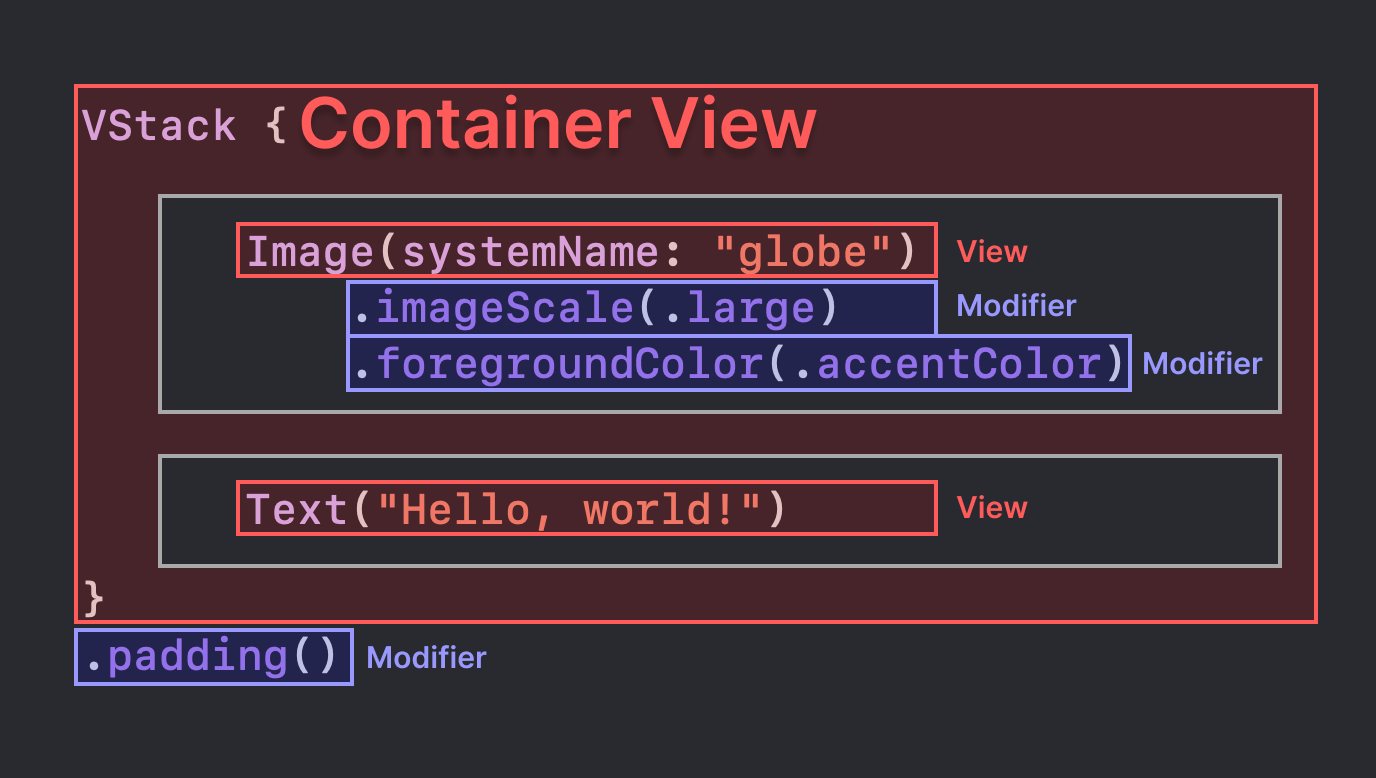 VStack { Container View
Image(systemName: "globe") View
.imageScale(.large) Modifier
.foregroundColor(.accentColor) Modifier
Text("Hello, world!") View
}
.padding() Modifier